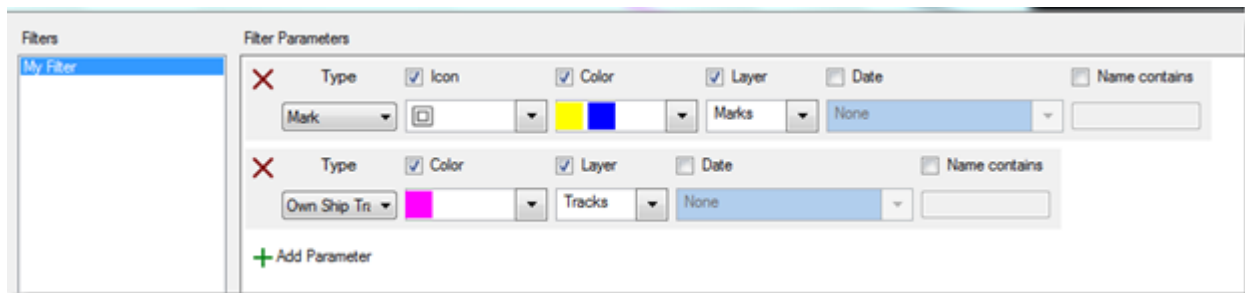 Filters
Filter Parameters
My Filter
Type Icon Color Layer Date Name contains
Mark Marks None
Type Color Layer Date Name contains
Own Ship Tra Tracks None
Add Parameter